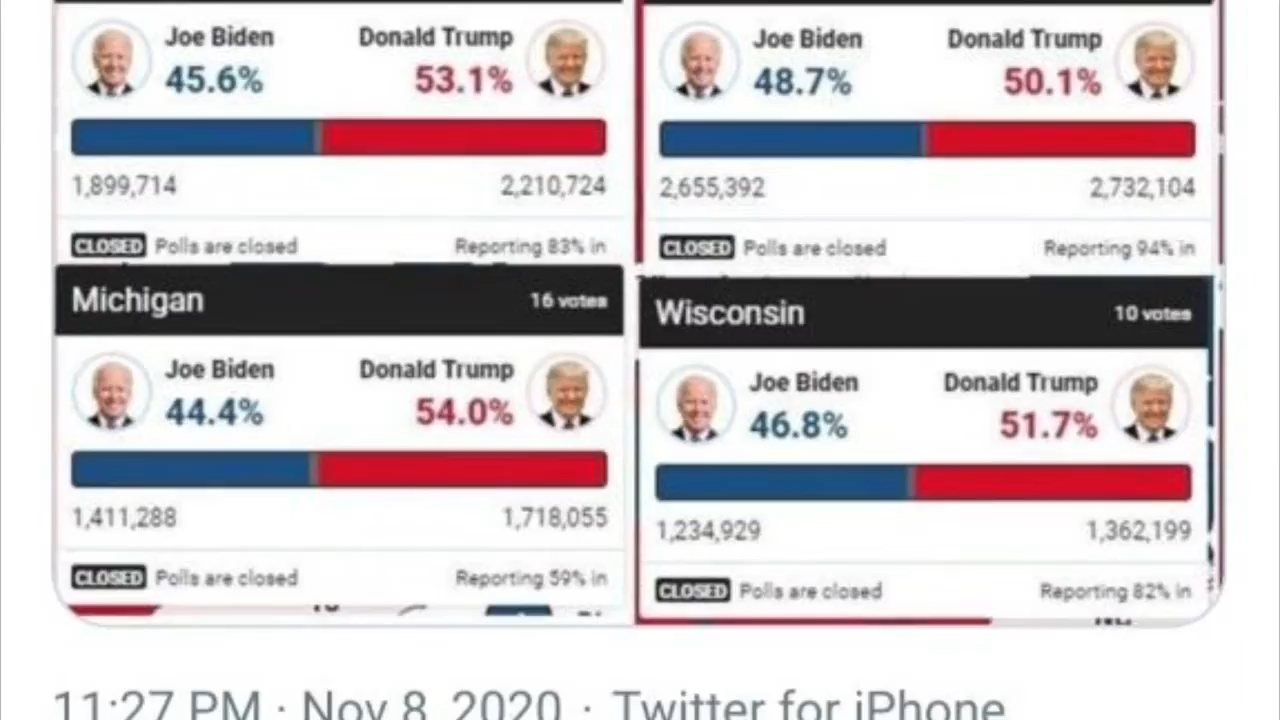 Joe Biden Donald Trump
45.6% 53.1%
1,899,714 2,210,724
CLOSED Polls are closed Reporting 83% in
Joe Biden Donald Trump
48.7% 50.1%
2,655,392 2,732,104
CLOSED Polls are closed Reporting 94% in
Michigan 16 votes
Joe Biden Donald Trump
44.4% 54.0%
1,411,288 1,718,055
CLOSED Polls are closed Reporting 59% in
Wisconsin 10 votes
Joe Biden Donald Trump
46.8% 51.7%
1,234,929 1,362,199
CLOSED Polls are closed Reporting 82% in
11:27 PM · Nov 8, 2020 · Twitter for iPhone